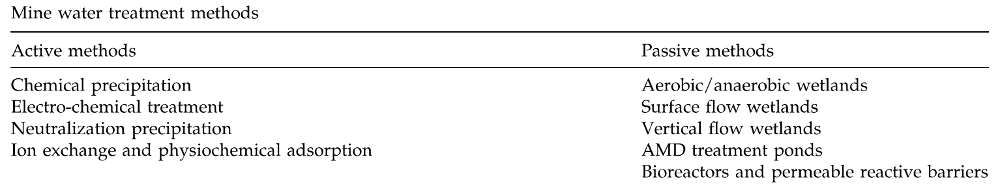 Mine water treatment methods
Active methods Passive methods
Chemical precipitation Aerobic/anaerobic wetlands
Electro-chemical treatment Surface flow wetlands
Neutralization precipitation Vertical flow wetlands
Ion exchange and physiochemical adsorption AMD treatment ponds
Bioreactors and permeable reactive barriers